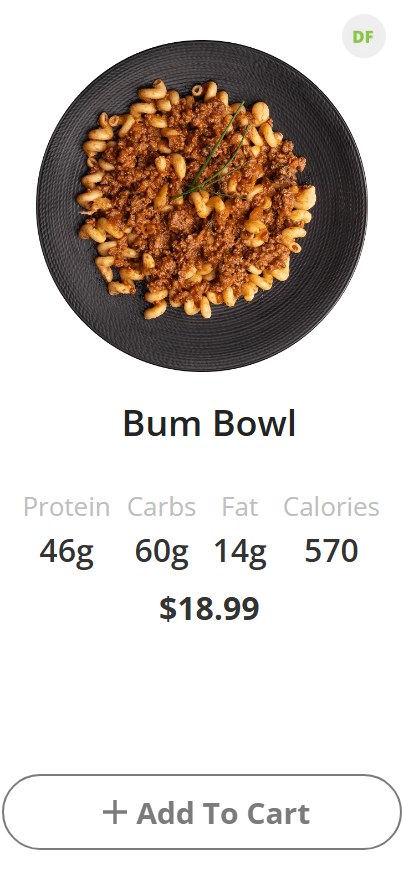 DF
Bum Bowl
Protein Carbs Fat Calories
46g 60g 14g 570
$18.99
+ Add To Cart